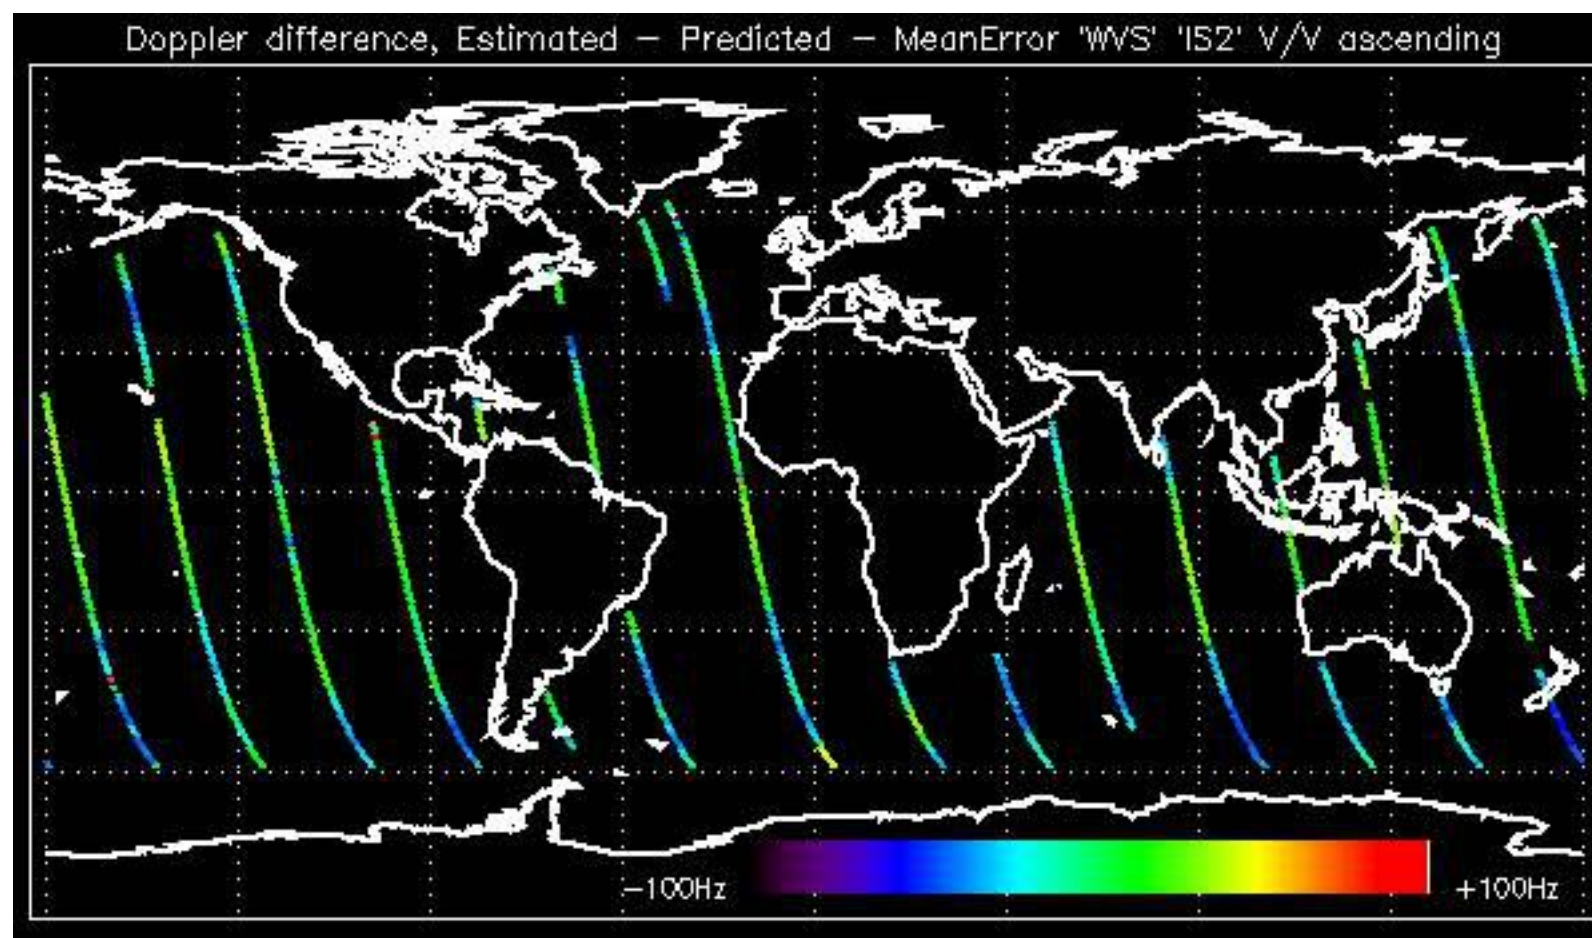 Doppler difference, Estimated - Predicted - MeanError 'WVS' 'IS2' V/V ascending
-100Hz +100Hz